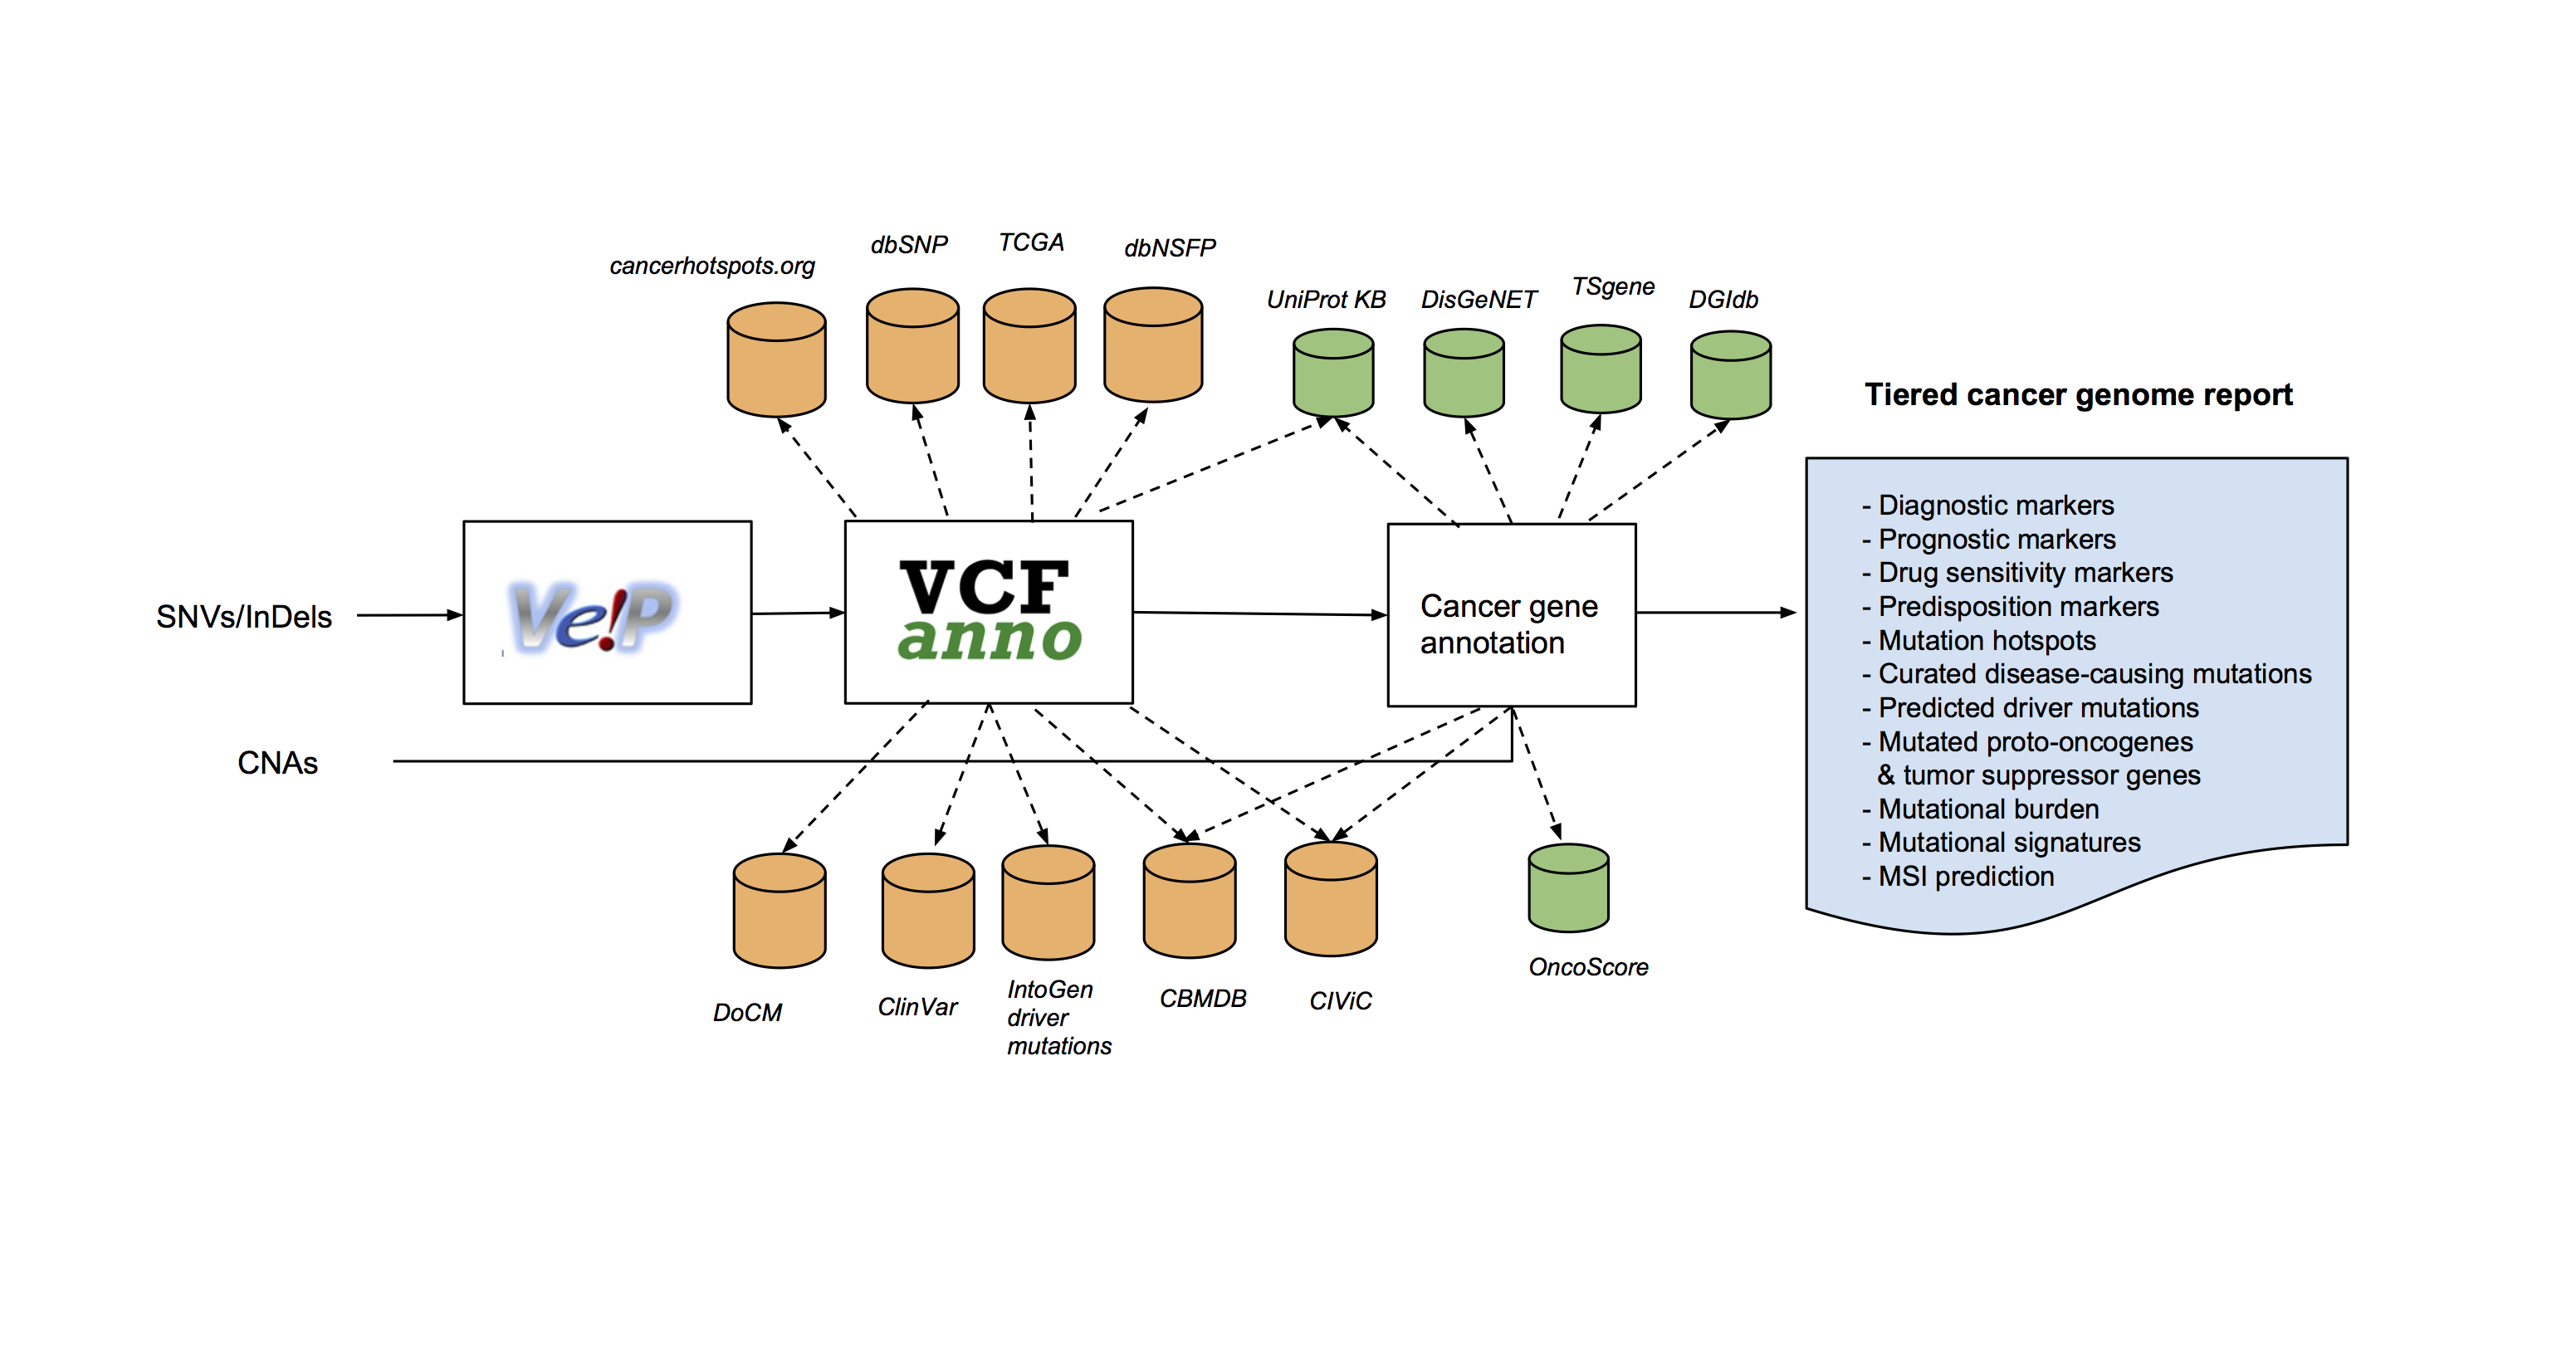 cancerhotspots.org
dbSNP
TCGA
dbNSFP
UniProt KB
DisGeNET
TSgene
DGIdb
Tiered cancer genome report
SNVs/InDels
Ve!P
VCF
anno
Cancer gene
annotation
- Diagnostic markers
- Prognostic markers
- Drug sensitivity markers
- Predisposition markers
- Mutation hotspots
- Curated disease-causing mutations
- Predicted driver mutations
- Mutated proto-oncogenes
& tumor suppressor genes
- Mutational burden
- Mutational signatures
- MSI prediction
CNAs
DoCM
ClinVar
IntoGen
driver
mutations
CBMDB
CIViC
OncoScore